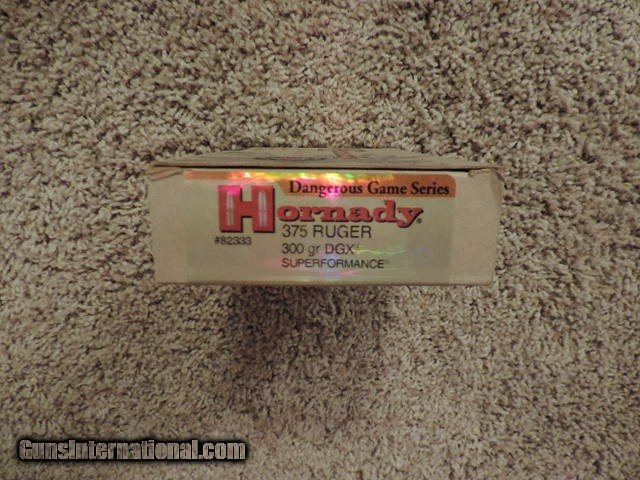 Dangerous Game Series
Hornady®
#82333
375 RUGER
300 gr DGX®
SUPERFORMANCE®
GunsInternational.com